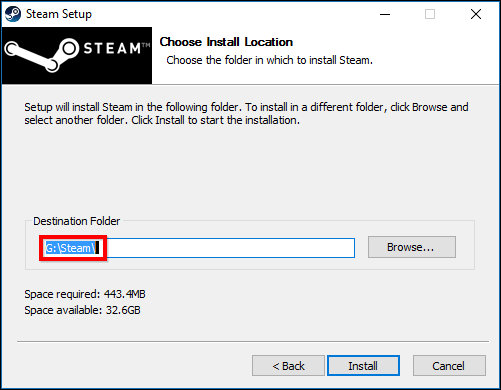 Steam Setup
STEAM™
Choose Install Location
Choose the folder in which to install Steam.
Setup will install Steam in the following folder. To install in a different folder, click Browse and
select another folder. Click Install to start the installation.
Destination Folder
G:\Steam\
Browse...
Space required: 443.4MB
Space available: 32.6GB
< Back
Install
Cancel